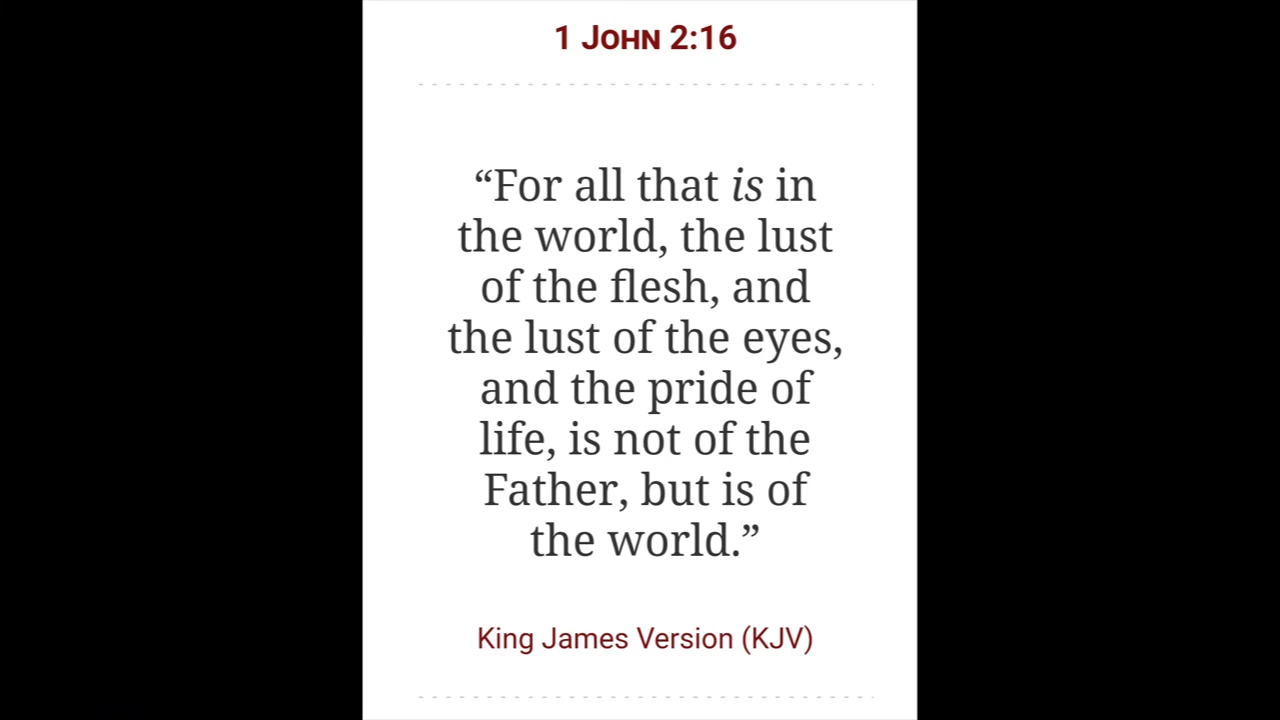 1 John 2:16
“For all that is in
the world, the lust
of the flesh, and
the lust of the eyes,
and the pride of
life, is not of the
Father, but is of
the world.”
King James Version (KJV)